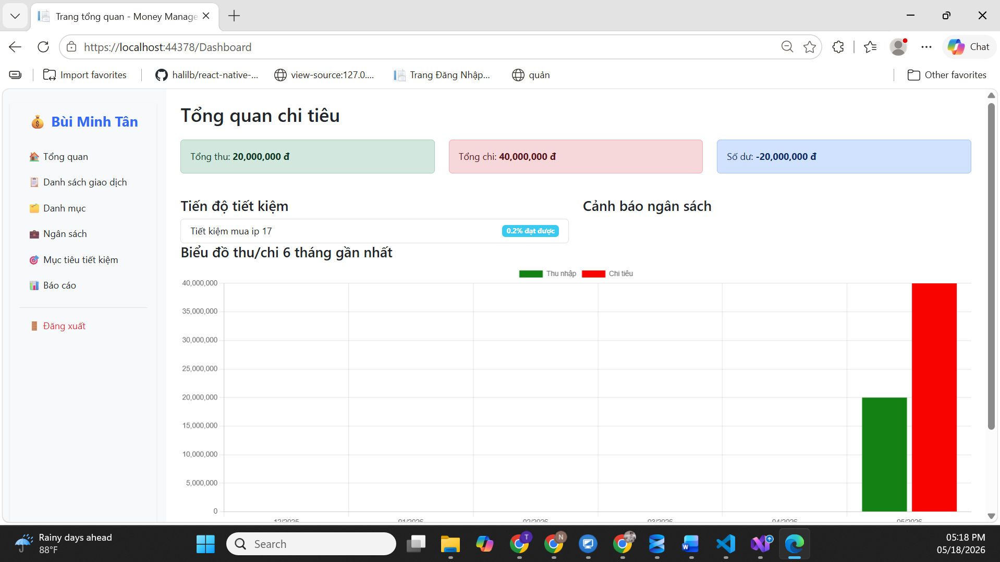 Trang tổng quan - Money Manage
https://localhost:44378/Dashboard
Chat
Import favorites
halilb/react-native-...
view-source:127.0....
Trang Đăng Nhập...
quản
Other favorites
Bùi Minh Tân
Tổng quan
Danh sách giao dịch
Danh mục
Ngân sách
Mục tiêu tiết kiệm
Báo cáo
Đăng xuất
Tổng quan chi tiêu
Tổng thu: 20,000,000 đ
Tổng chi: 40,000,000 đ
Số dư: -20,000,000 đ
Tiến độ tiết kiệm
Cảnh báo ngân sách
Tiết kiệm mua ip 17
0.2% đạt được
Biểu đồ thu/chi 6 tháng gần nhất
Thu nhập
Chi tiêu
40,000,000
35,000,000
30,000,000
25,000,000
20,000,000
15,000,000
10,000,000
5,000,000
0
12/2025
01/2026
02/2026
03/2026
04/2026
05/2026
Rainy days ahead
88°F
Search
T
N
05:18 PM
05/18/2026